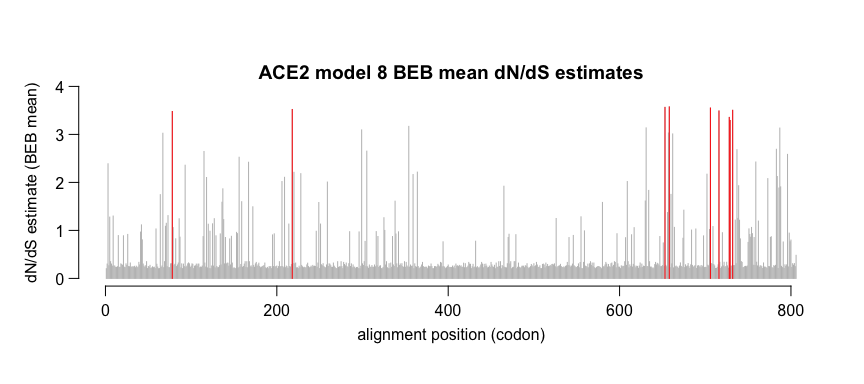 ACE2 model 8 BEB mean dN/dS estimates
dN/dS estimate (BEB mean)
4
3
2
1
0
0 200 400 600 800
alignment position (codon)